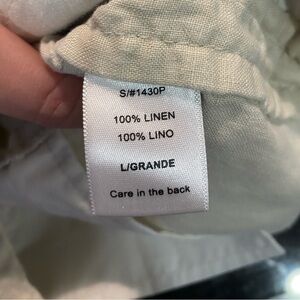 S/#1430P
100% LINEN
100% LINO
L/GRANDE
Care in the back